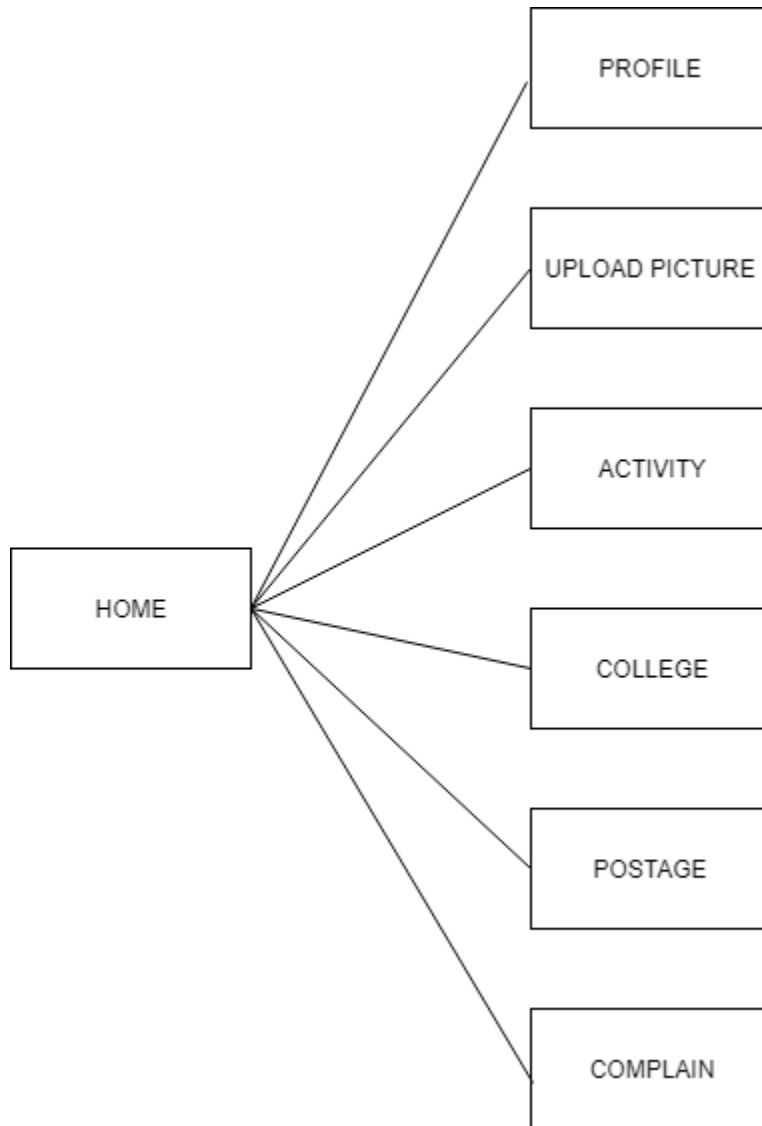 PROFILE
UPLOAD PICTURE
ACTIVITY
HOME
COLLEGE
POSTAGE
COMPLAIN